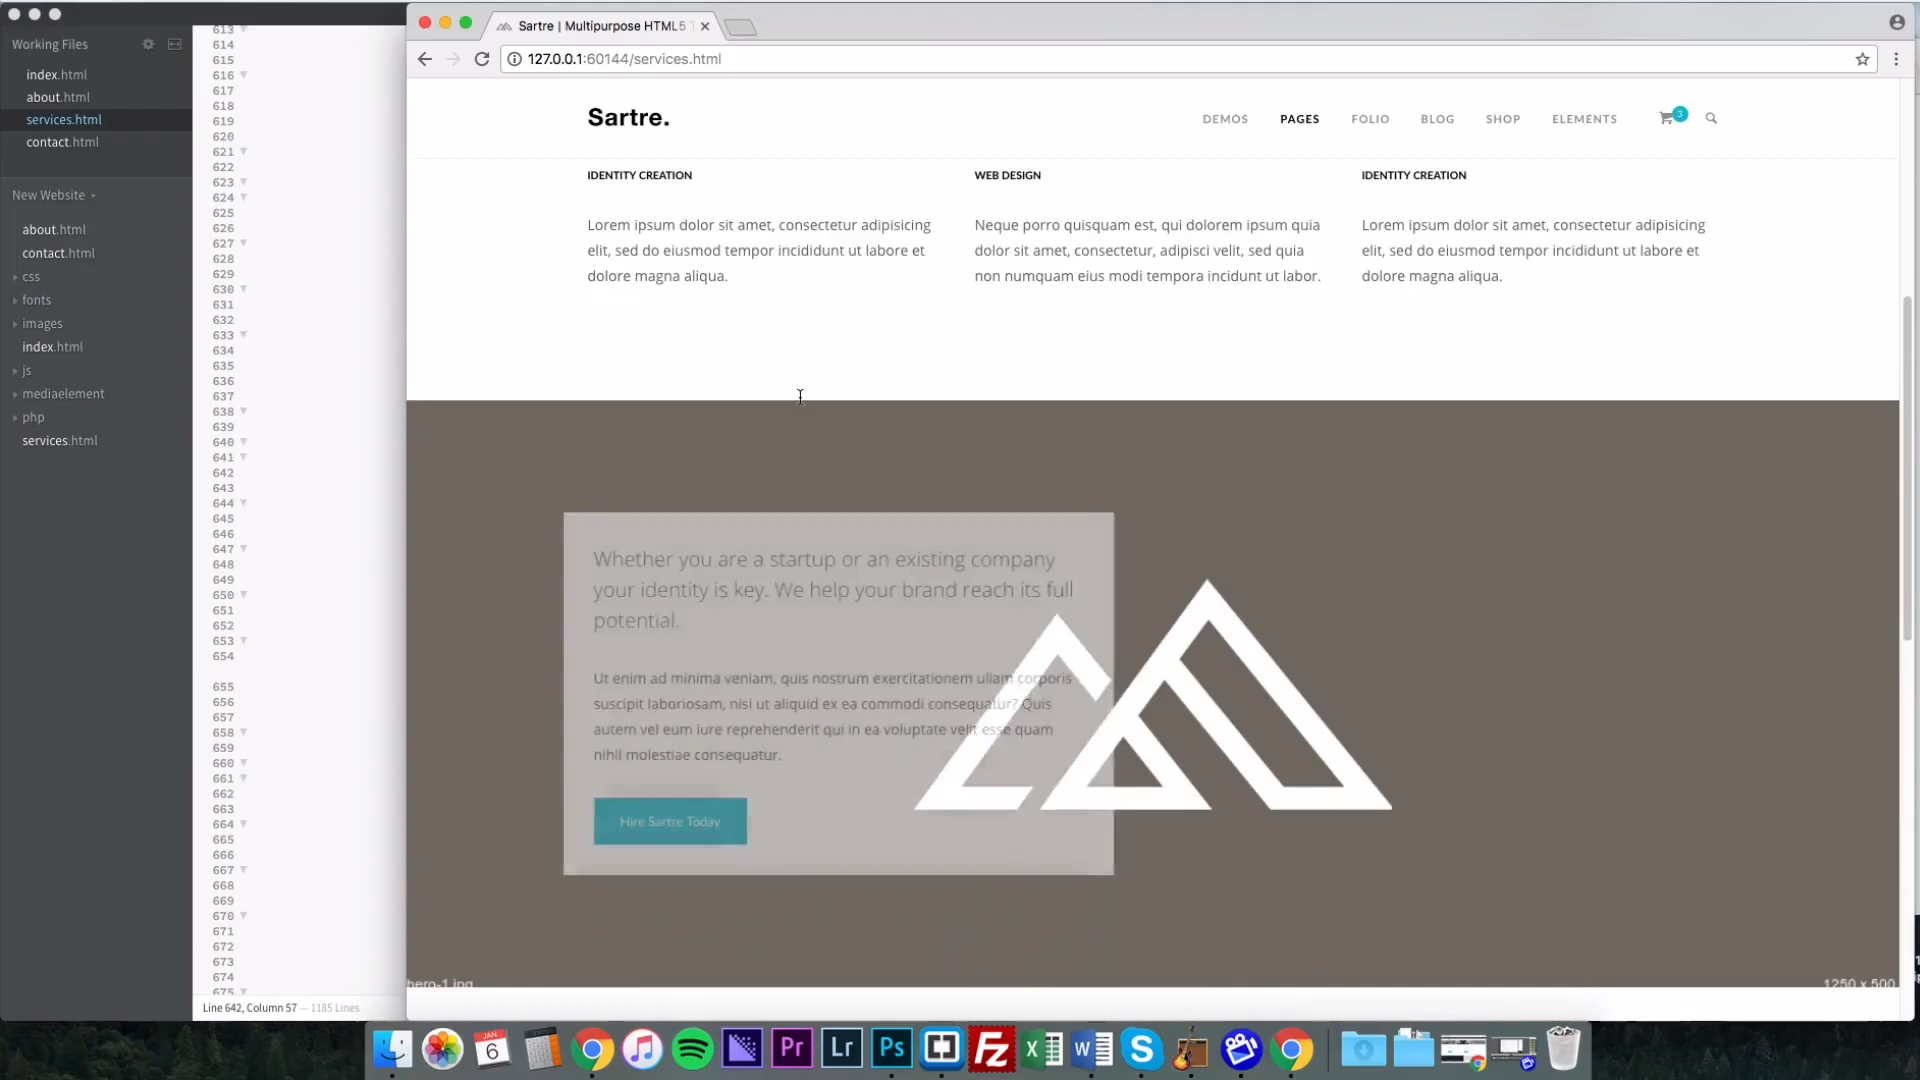 Working Files
index.html
about.html
services.html
contact.html
New Website
about.html
contact.html
css
fonts
images
index.html
js
mediaelement
php
services.html
613
614
615
616
617
618
619
620
621
622
623
624
625
626
627
628
629
630
631
632
633
634
635
636
637
638
639
640
641
642
643
644
645
646
647
648
649
650
651
652
653
654
655
656
657
658
659
660
661
662
663
664
665
666
667
668
669
670
671
672
673
674
675
Line 642, Column 57 — 1185 Lines
Sartre | Multipurpose HTML5
127.0.0.1:60144/services.html
Sartre.
DEMOS PAGES FOLIO BLOG SHOP ELEMENTS 3
IDENTITY CREATION
Lorem ipsum dolor sit amet, consectetur adipisicing
elit, sed do eiusmod tempor incididunt ut labore et
dolore magna aliqua.
WEB DESIGN
Neque porro quisquam est, qui dolorem ipsum quia
dolor sit amet, consectetur, adipisci velit, sed quia
non numquam eius modi tempora incidunt ut labor.
IDENTITY CREATION
Lorem ipsum dolor sit amet, consectetur adipisicing
elit, sed do eiusmod tempor incididunt ut labore et
dolore magna aliqua.
Whether you are a startup or an existing company
your identity is key. We help your brand reach its full
potential.
Ut enim ad minima veniam, quis nostrum exercitationem ullam corporis
suscipit laboriosam, nisi ut aliquid ex ea commodi consequatur? Quis
autem vel eum iure reprehenderit qui in ea voluptate velit esse quam
nihil molestiae consequatur.
Hire Sartre Today
hero-1.jpg
1250 x 500
JAN
6
Pr
Lr
Ps
Fz
X
W
S